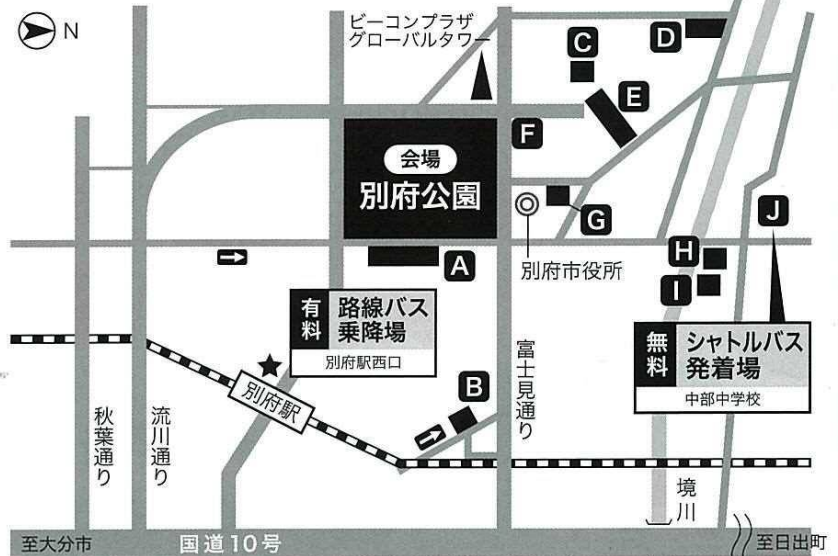 N
ビーコンプラザ
グローバルタワー
C
D
E
F
会場
別府公園
G
J
A
別府市役所
H
I
有料
路線バス
乗降場
別府駅西口
無料
シャトルバス
発着場
中部中学校
富士見通り
B
別府駅
秋葉通り
流川通り
境川
至大分市
国道10号
至日出町